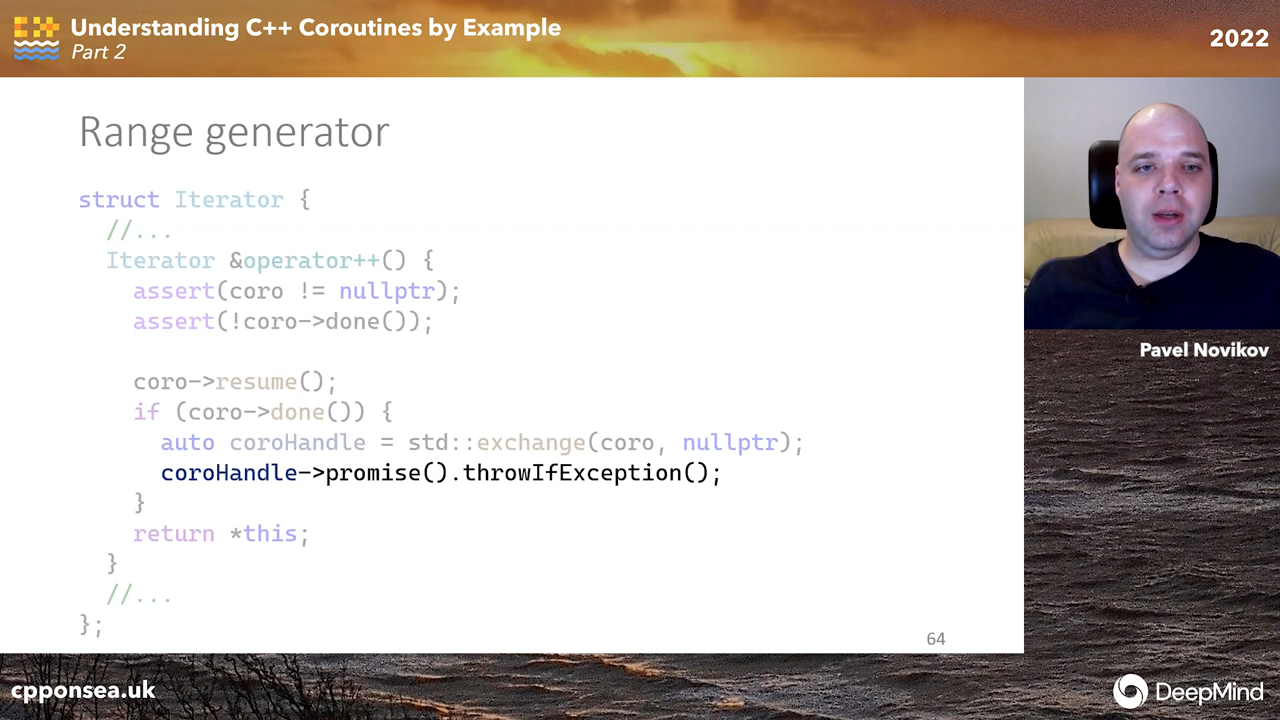 Understanding C++ Coroutines by Example
Part 2
2022
Range generator
struct Iterator {
  //...
  Iterator &operator++() {
    assert(coro != nullptr);
    assert(!coro->done());

    coro->resume();
    if (coro->done()) {
      auto coroHandle = std::exchange(coro, nullptr);
      coroHandle->promise().throwIfException();
    }
    return *this;
  }
  //...
};
64
Pavel Novikov
cpponsea.uk
DeepMind